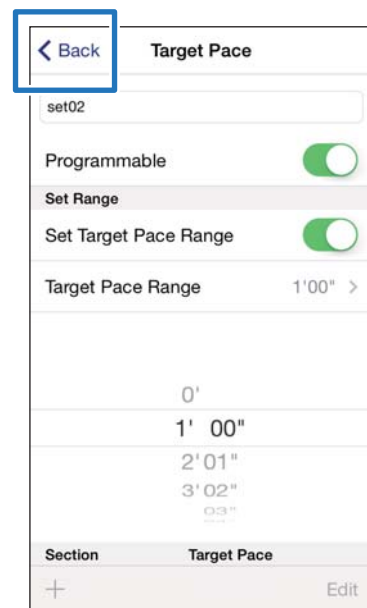 Back Target Pace
set02
Programmable
Set Range
Set Target Pace Range
Target Pace Range 1'00" >
0'
1' 00"
2' 01"
3' 02"
03"
Section Target Pace
+ Edit